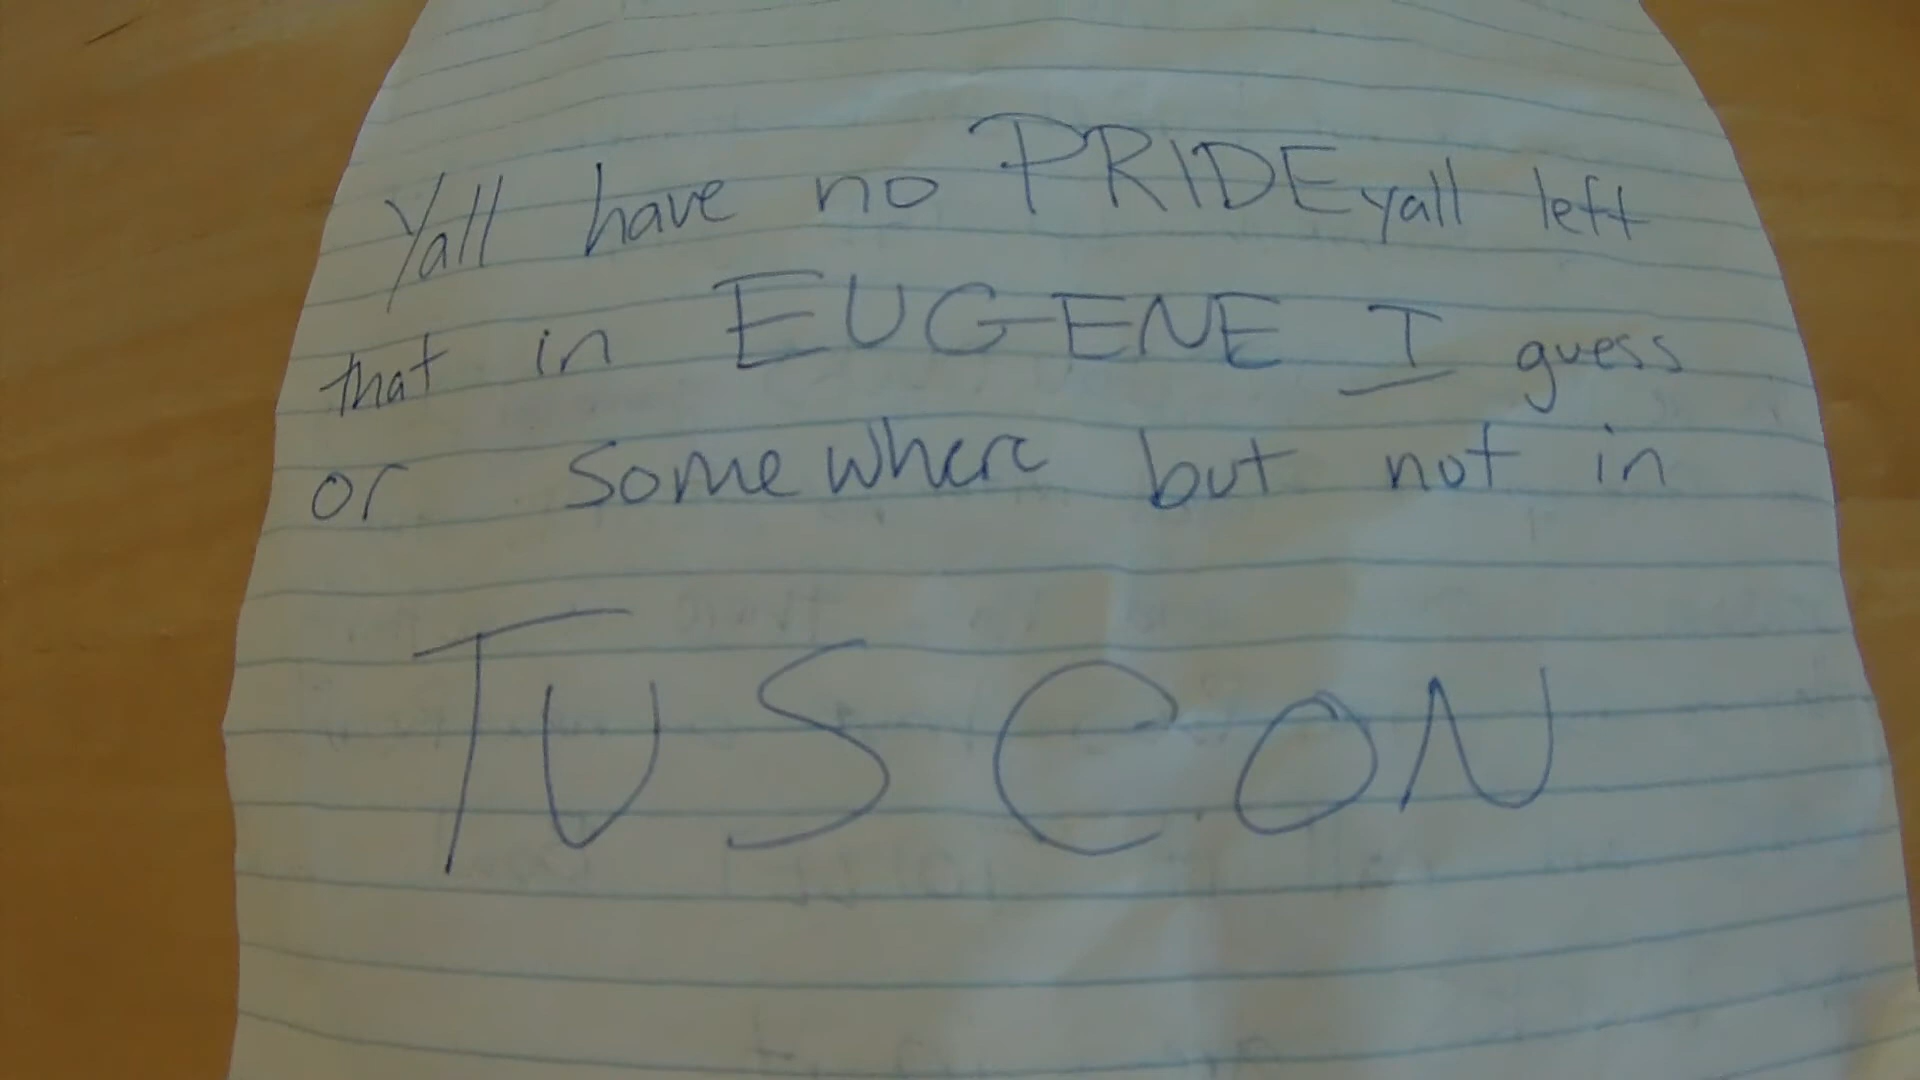 Yall have no PRIDE yall left
that in EUGENE I guess
or somewhere but not in
TUSCON